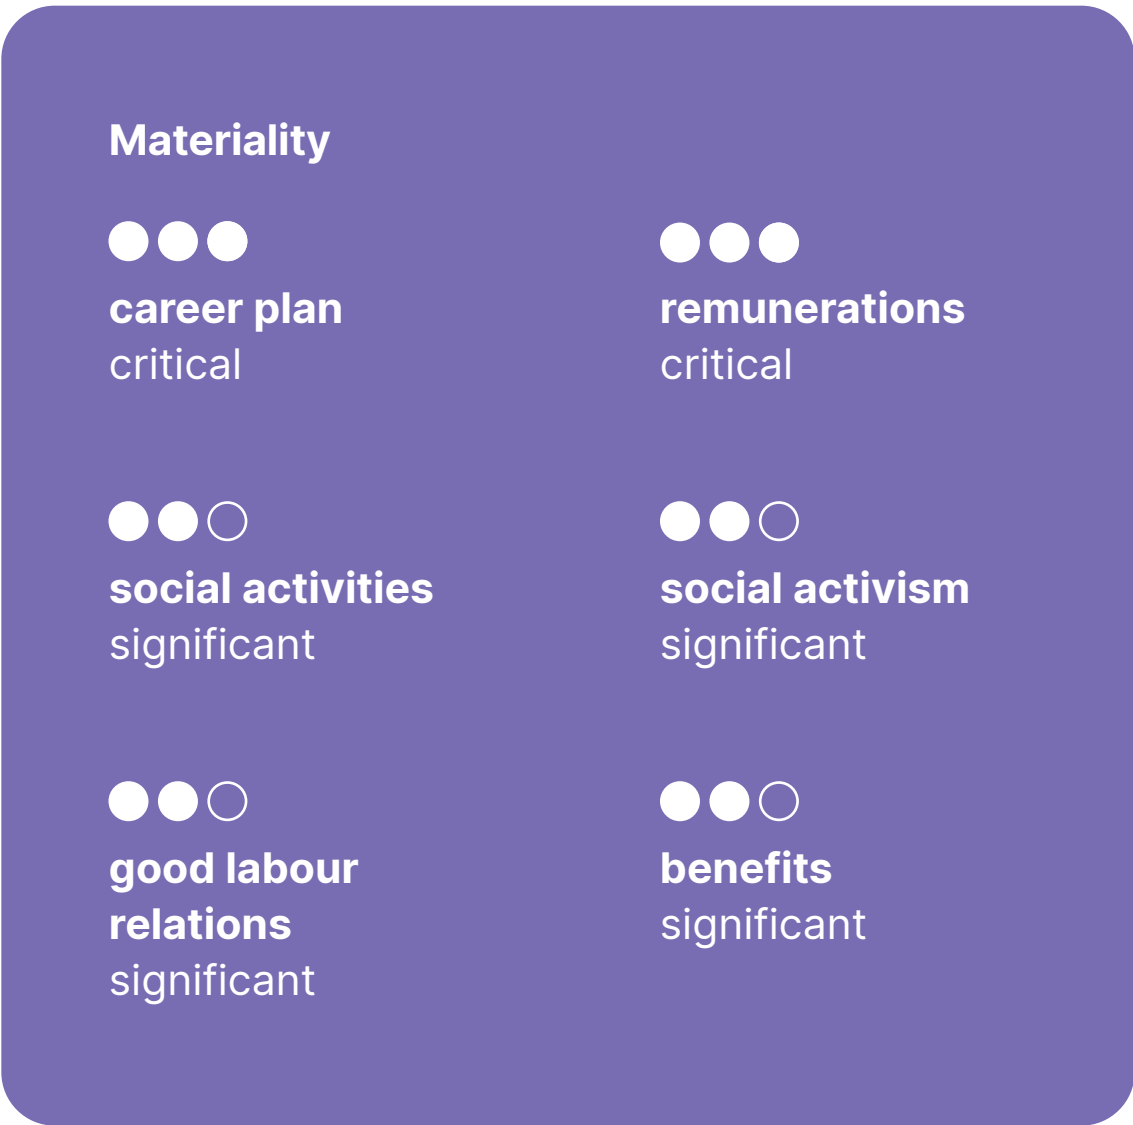 Materiality
career plan
critical
remunerations
critical
social activities
significant
social activism
significant
good labour
relations
significant
benefits
significant